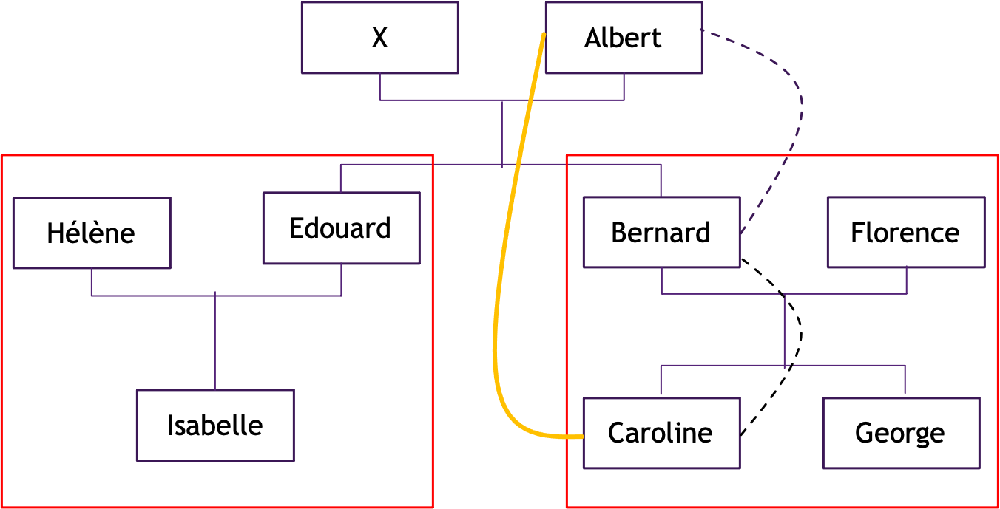 X
Albert
Hélène
Edouard
Bernard
Florence
Isabelle
Caroline
George